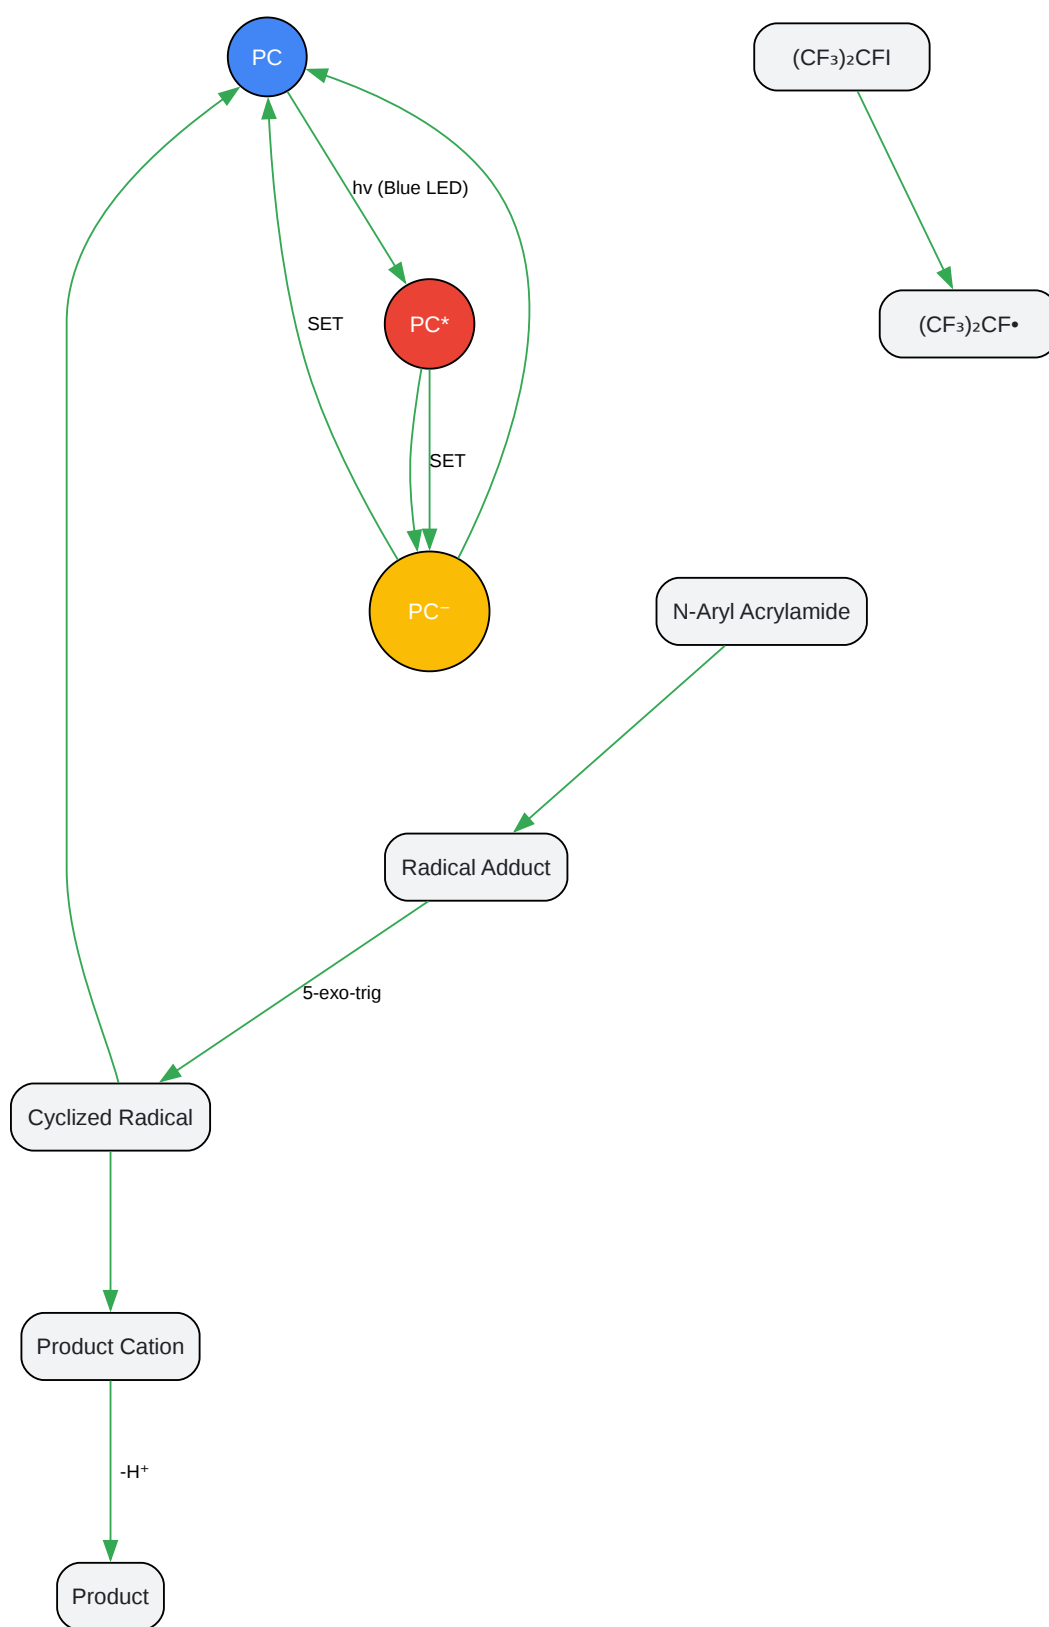 PC
(CF₃)₂CFI
hv (Blue LED)
SET
PC*
(CF₃)₂CF•
SET
PC⁻
N-Aryl Acrylamide
Radical Adduct
5-exo-trig
Cyclized Radical
Product Cation
-H⁺
Product